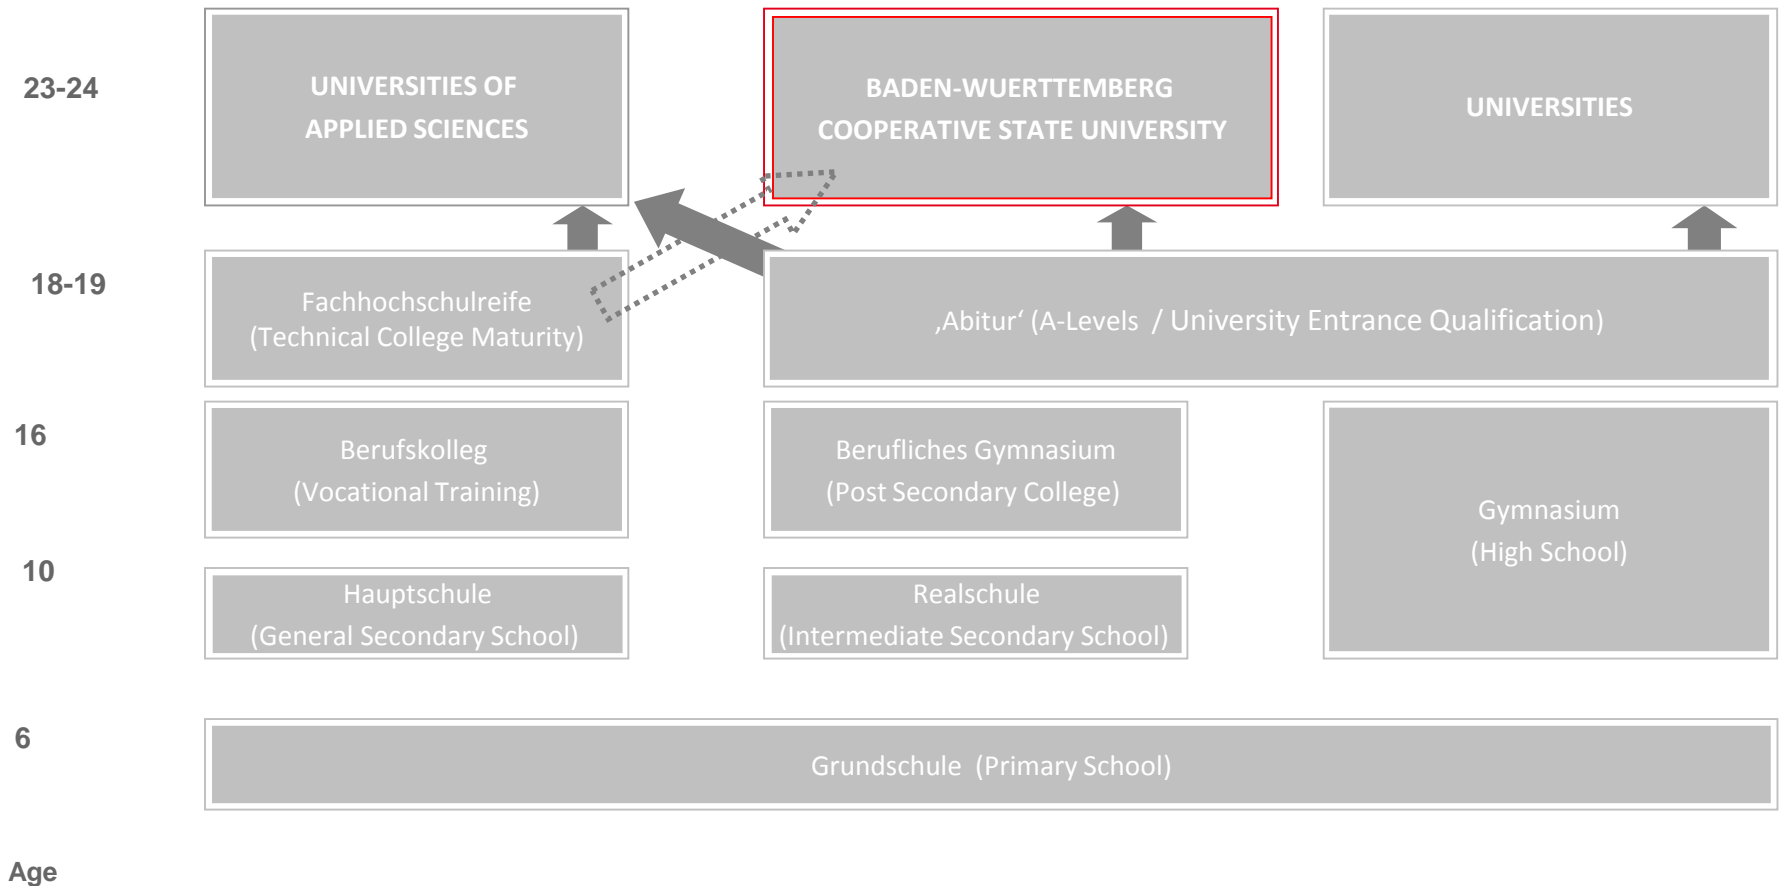 23-24
UNIVERSITIES OF
APPLIED SCIENCES
BADEN-WUERTTEMBERG
COOPERATIVE STATE UNIVERSITY
UNIVERSITIES
18-19
Fachhochschulreife
(Technical College Maturity)
‚Abitur‘ (A-Levels / University Entrance Qualification)
16
Berufskolleg
(Vocational Training)
Berufliches Gymnasium
(Post Secondary College)
Gymnasium
(High School)
10
Hauptschule
(General Secondary School)
Realschule
(Intermediate Secondary School)
6
Grundschule (Primary School)
Age